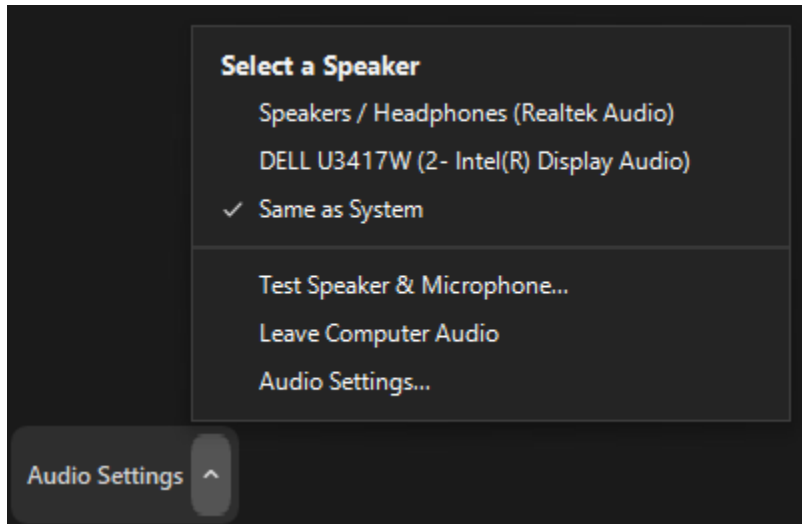 Select a Speaker
Speakers / Headphones (Realtek Audio)
DELL U3417W (2- Intel(R) Display Audio)
Same as System
Test Speaker & Microphone...
Leave Computer Audio
Audio Settings...
Audio Settings